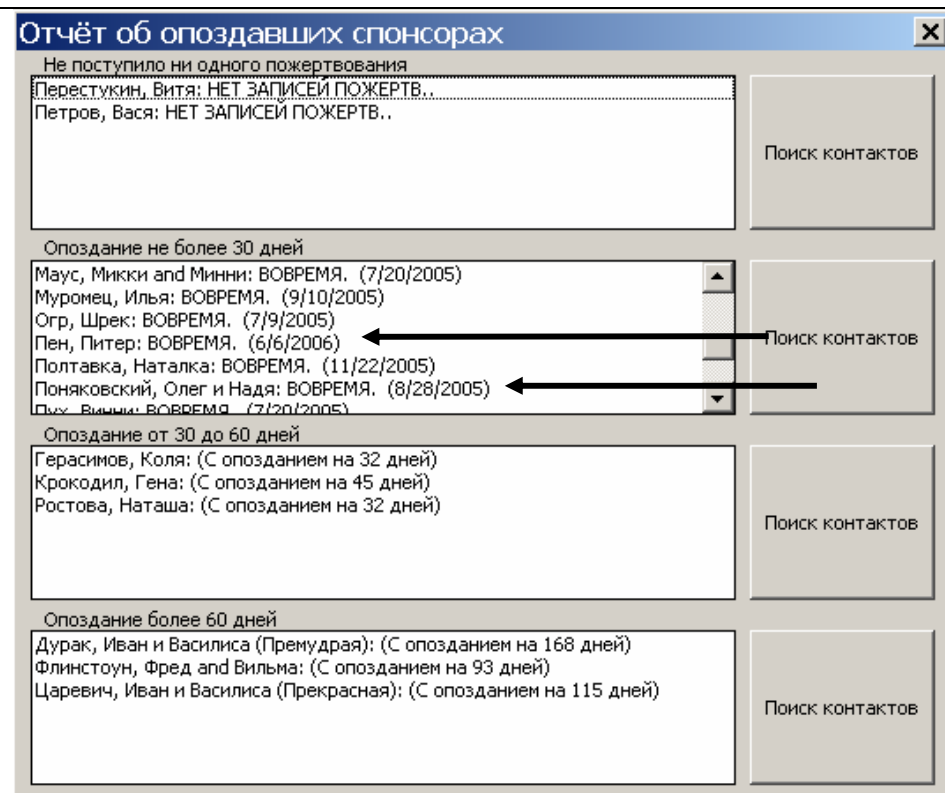 Отчёт об опоздавших спонсорах
Не поступило ни одного пожертвования
Перестукин, Витя: НЕТ ЗАПИСЕЙ ПОЖЕРТВ..
Петров, Вася: НЕТ ЗАПИСЕЙ ПОЖЕРТВ..
Поиск контактов
Опоздание не более 30 дней
Маус, Микки and Минни: ВОВРЕМЯ. (7/20/2005)
Муромец, Илья: ВОВРЕМЯ. (9/10/2005)
Огр, Шрек: ВОВРЕМЯ. (7/9/2005)
Пен, Питер: ВОВРЕМЯ. (6/6/2006)
Полтавка, Наталка: ВОВРЕМЯ. (11/22/2005)
Поняковский, Олег и Надя: ВОВРЕМЯ. (8/28/2005)
Пух, Винни: ВОВРЕМЯ. (7/20/2005)
Поиск контактов
Опоздание от 30 до 60 дней
Герасимов, Коля: (С опозданием на 32 дней)
Крокодил, Гена: (С опозданием на 45 дней)
Ростова, Наташа: (С опозданием на 32 дней)
Поиск контактов
Опоздание более 60 дней
Дурак, Иван и Василиса (Премудрая): (С опозданием на 168 дней)
Флинстоун, Фред and Вильма: (С опозданием на 93 дней)
Царевич, Иван и Василиса (Прекрасная): (С опозданием на 115 дней)
Поиск контактов